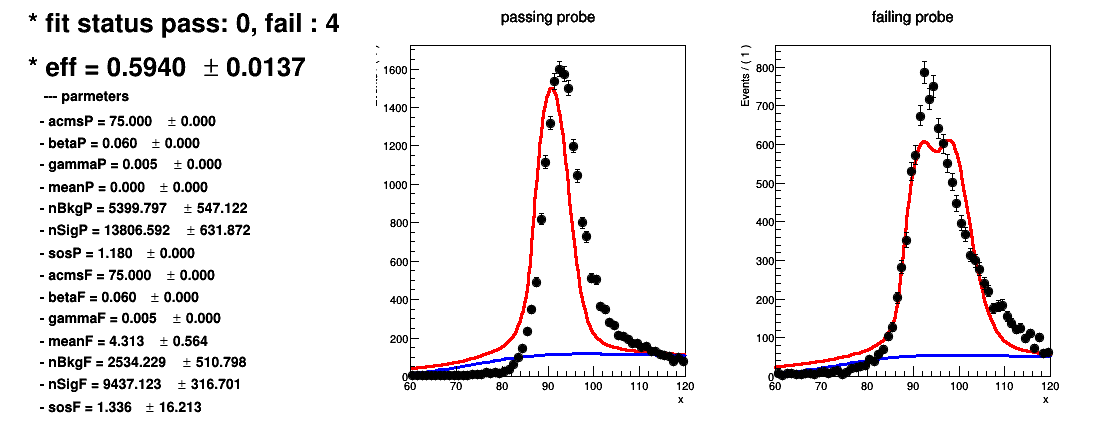 * fit status pass: 0, fail : 4
* eff = 0.5940 ± 0.0137
--- parmeters
- acmsP = 75.000 ± 0.000
- betaP = 0.060 ± 0.000
- gammaP = 0.005 ± 0.000
- meanP = 0.000 ± 0.000
- nBkgP = 5399.797 ± 547.122
- nSigP = 13806.592 ± 631.872
- sosP = 1.180 ± 0.000
- acmsF = 75.000 ± 0.000
- betaF = 0.060 ± 0.000
- gammaF = 0.005 ± 0.000
- meanF = 4.313 ± 0.564
- nBkgF = 2534.229 ± 510.798
- nSigF = 9437.123 ± 316.701
- sosF = 1.336 ± 16.213
passing probe
1600
1400
1200
1000
800
600
400
200
0
60 70 80 90 100 110 120
x
failing probe
Events / ( 1 )
800
700
600
500
400
300
200
100
0
60 70 80 90 100 110 120
x